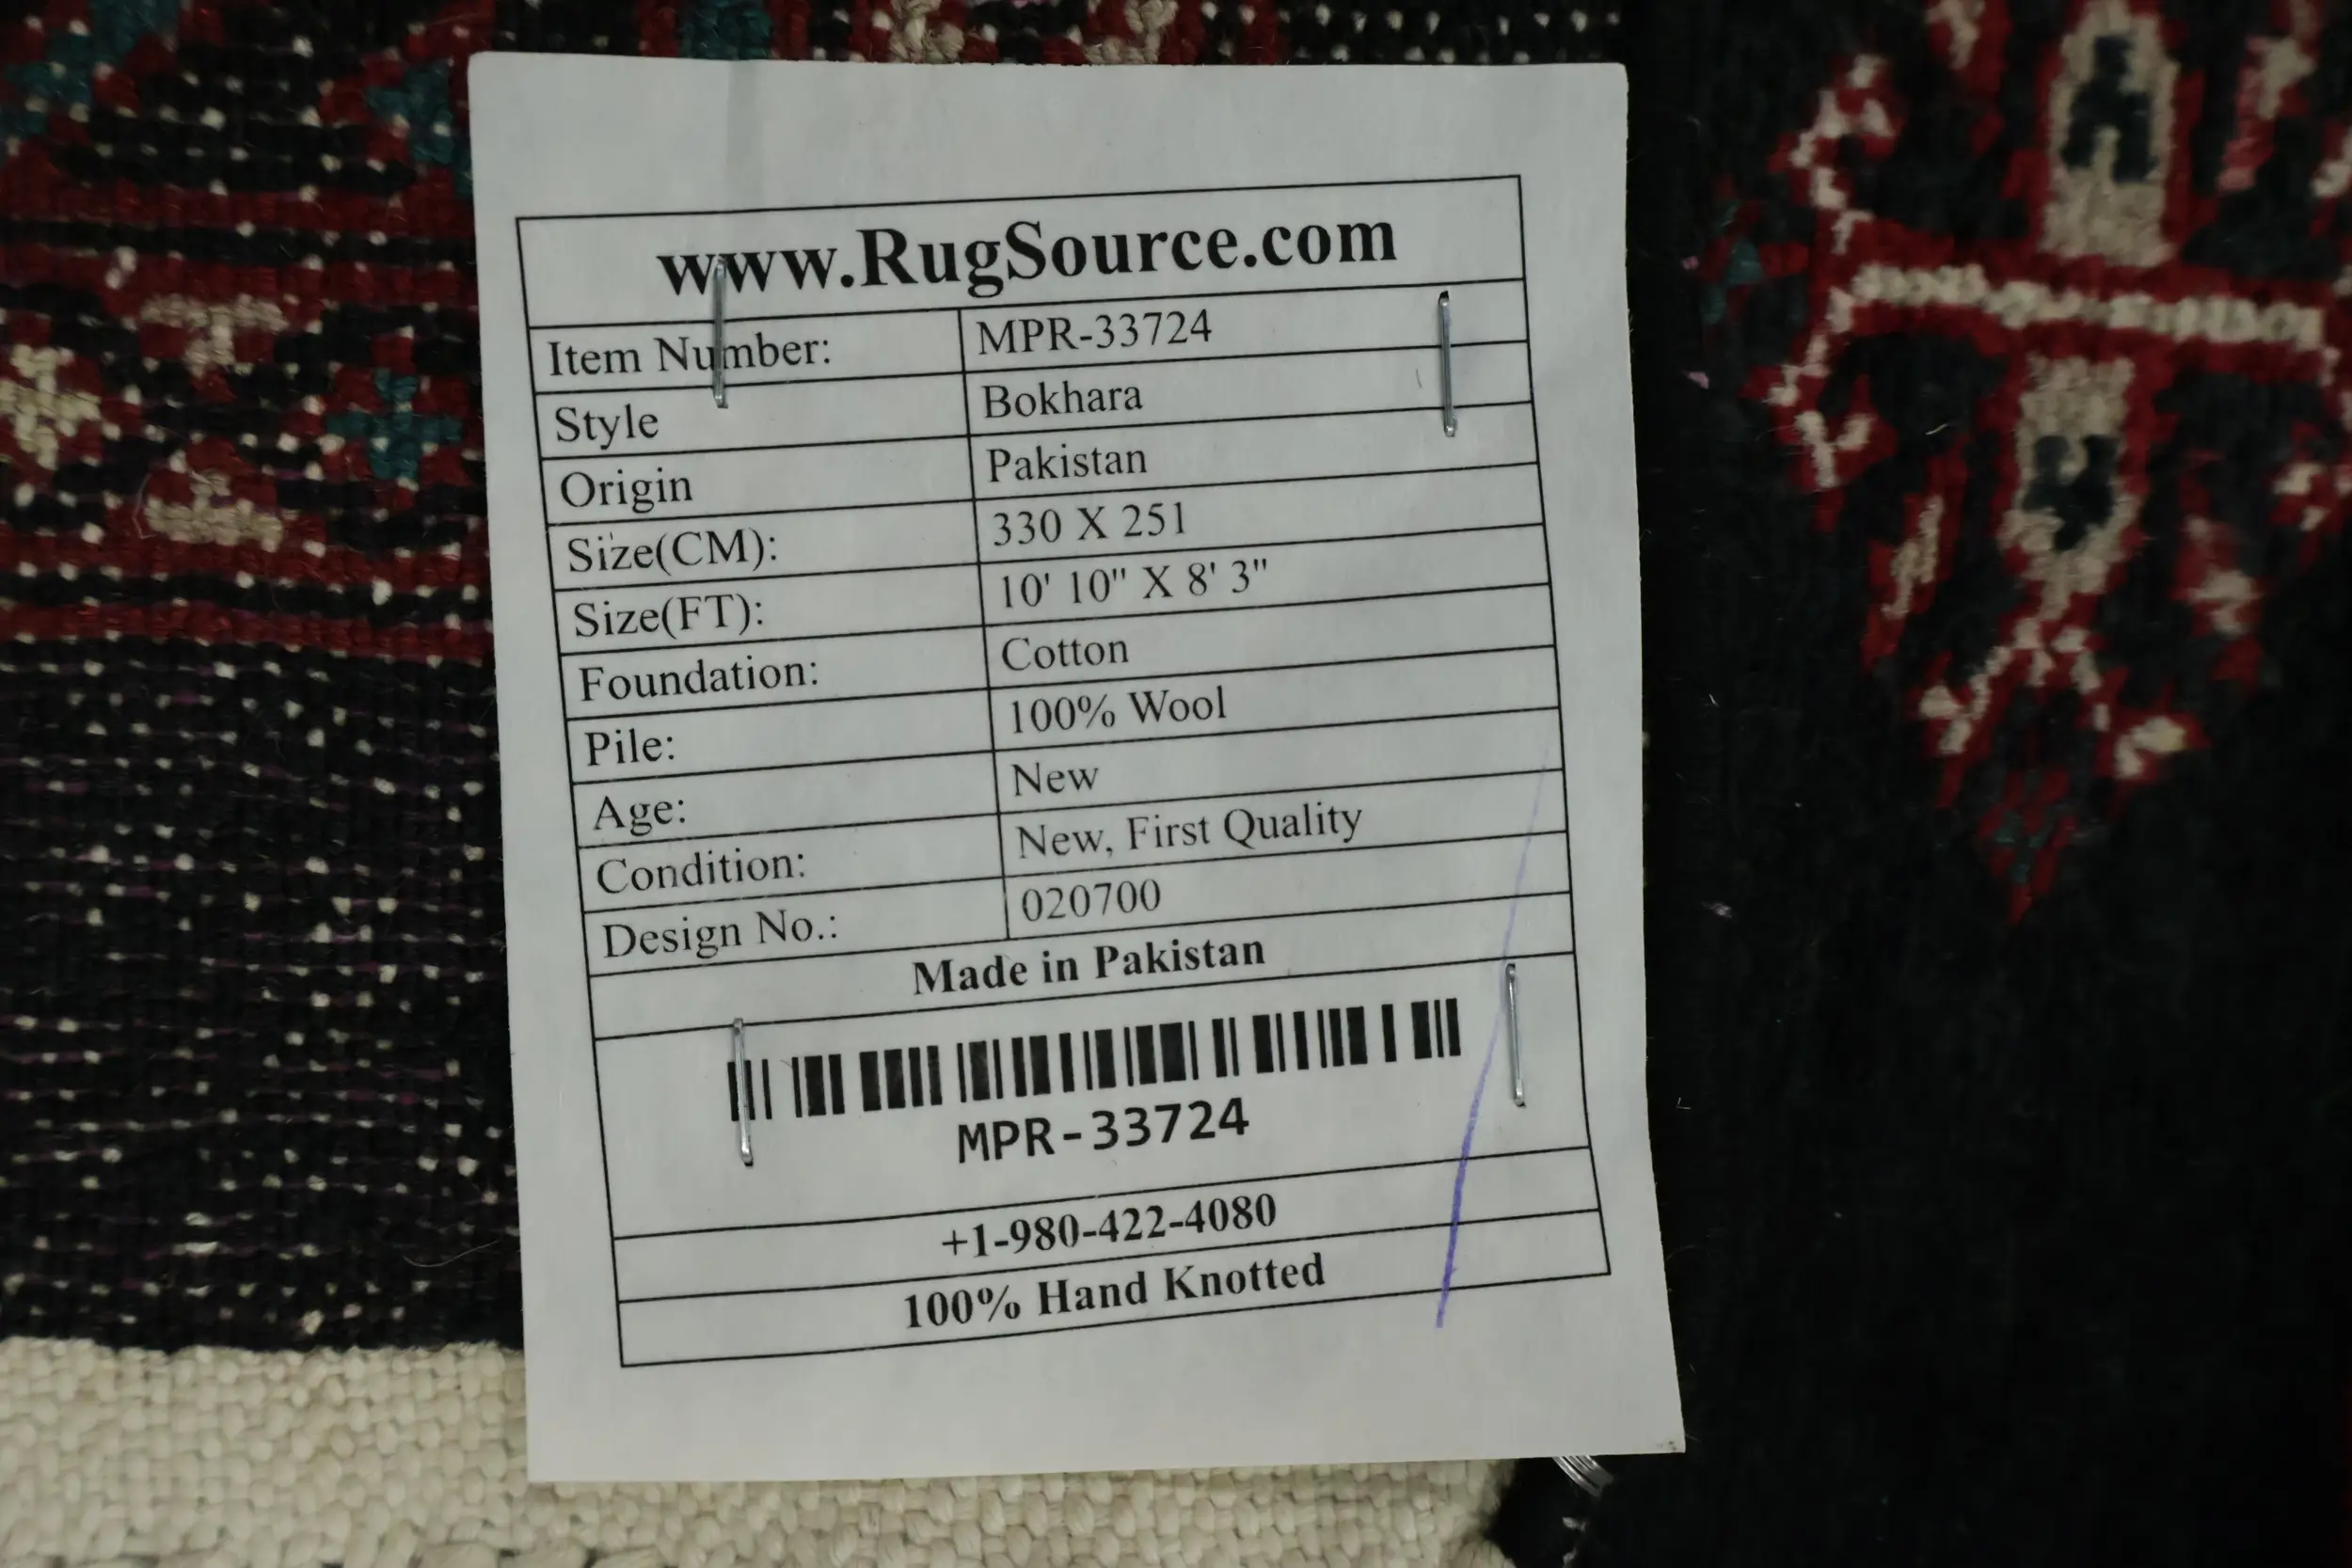 www.RugSource.com
Item Number: MPR-33724
Style Bokhara
Origin Pakistan
Size(CM): 330 X 251
Size(FT): 10' 10" X 8' 3"
Foundation: Cotton
Pile: 100% Wool
Age: New
Condition: New, First Quality
Design No.: 020700
Made in Pakistan
MPR-33724
+1-980-422-4080
100% Hand Knotted